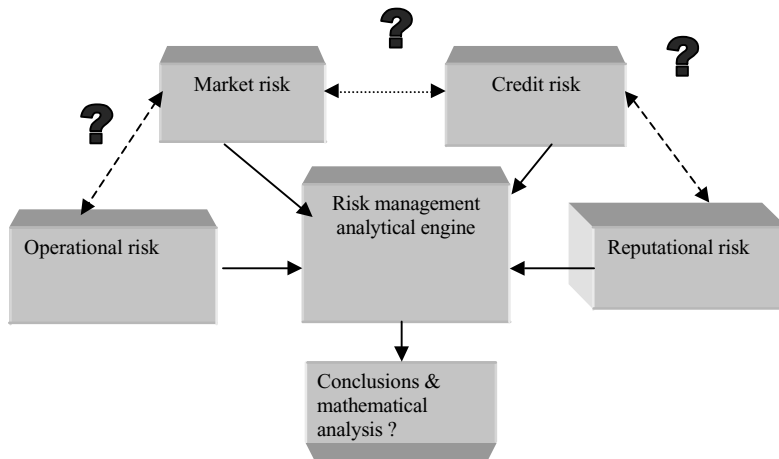 ?
?
?
Market risk
Credit risk
Risk management
analytical engine
Operational risk
Reputational risk
Conclusions &
mathematical
analysis ?